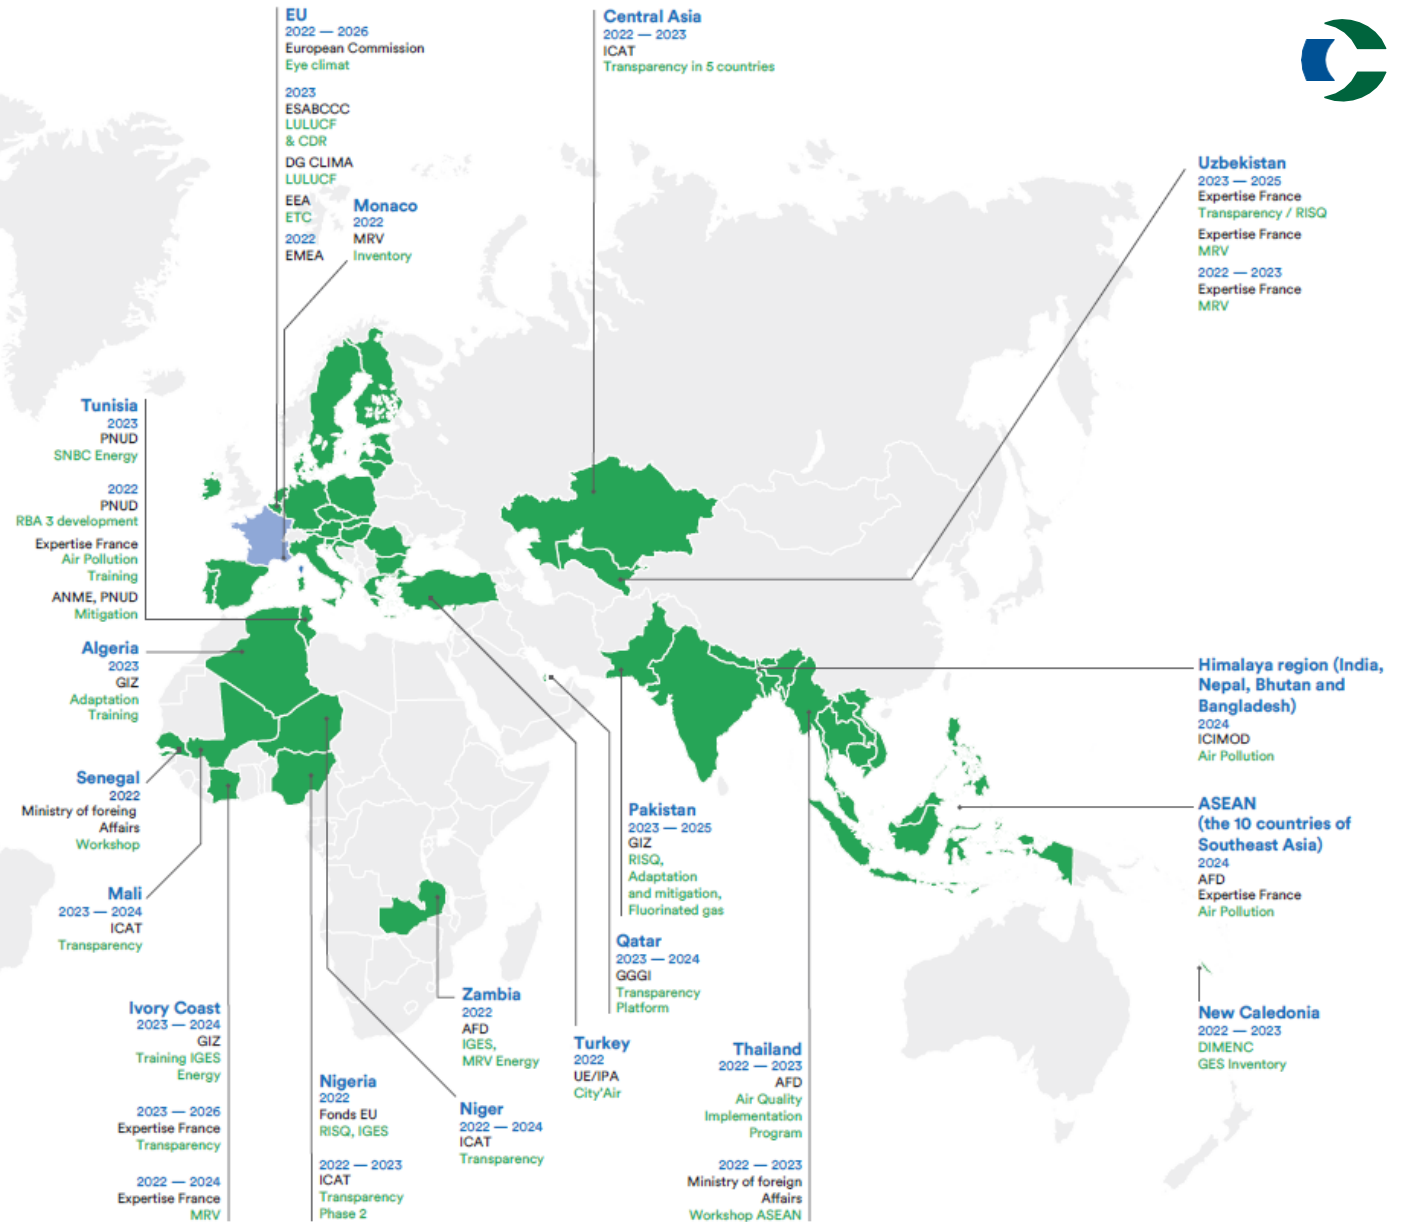 EU
2022 — 2026
European Commission
Eye climat
2023
ESABCCC
LULUCF
& CDR
DG CLIMA
LULUCF
EEA
ETC
2022
EMEA
Monaco
2022
MRV
Inventory
Central Asia
2022 — 2023
ICAT
Transparency in 5 countries
Uzbekistan
2023 — 2025
Expertise France
Transparency / RISQ
Expertise France
MRV
2022 — 2023
Expertise France
MRV
Tunisia
2023
PNUD
SNBC Energy
2022
PNUD
RBA 3 development
Expertise France
Air Pollution
Training
ANME, PNUD
Mitigation
Algeria
2023
GIZ
Adaptation
Training
Senegal
2022
Ministry of foreing
Affairs
Workshop
Mali
2023 — 2024
ICAT
Transparency
Ivory Coast
2023 — 2024
GIZ
Training IGES
Energy
2023 — 2026
Expertise France
Transparency
2022 — 2024
Expertise France
MRV
Nigeria
2022
Fonds EU
RISQ, IGES
2022 — 2023
ICAT
Transparency
Phase 2
Niger
2022 — 2024
ICAT
Transparency
Zambia
2022
AFD
IGES,
MRV Energy
Turkey
2022
UE/IPA
City'Air
Qatar
2023 — 2024
GGGI
Transparency
Platform
Pakistan
2023 — 2025
GIZ
RISQ,
Adaptation
and mitigation,
Fluorinated gas
Thailand
2022 — 2023
AFD
Air Quality
Implementation
Program
2022 — 2023
Ministry of foreign
Affairs
Workshop ASEAN
Himalaya region (India,
Nepal, Bhutan and
Bangladesh)
2024
ICIMOD
Air Pollution
ASEAN
(the 10 countries of
Southeast Asia)
2024
AFD
Expertise France
Air Pollution
New Caledonia
2022 — 2023
DIMENC
GES Inventory